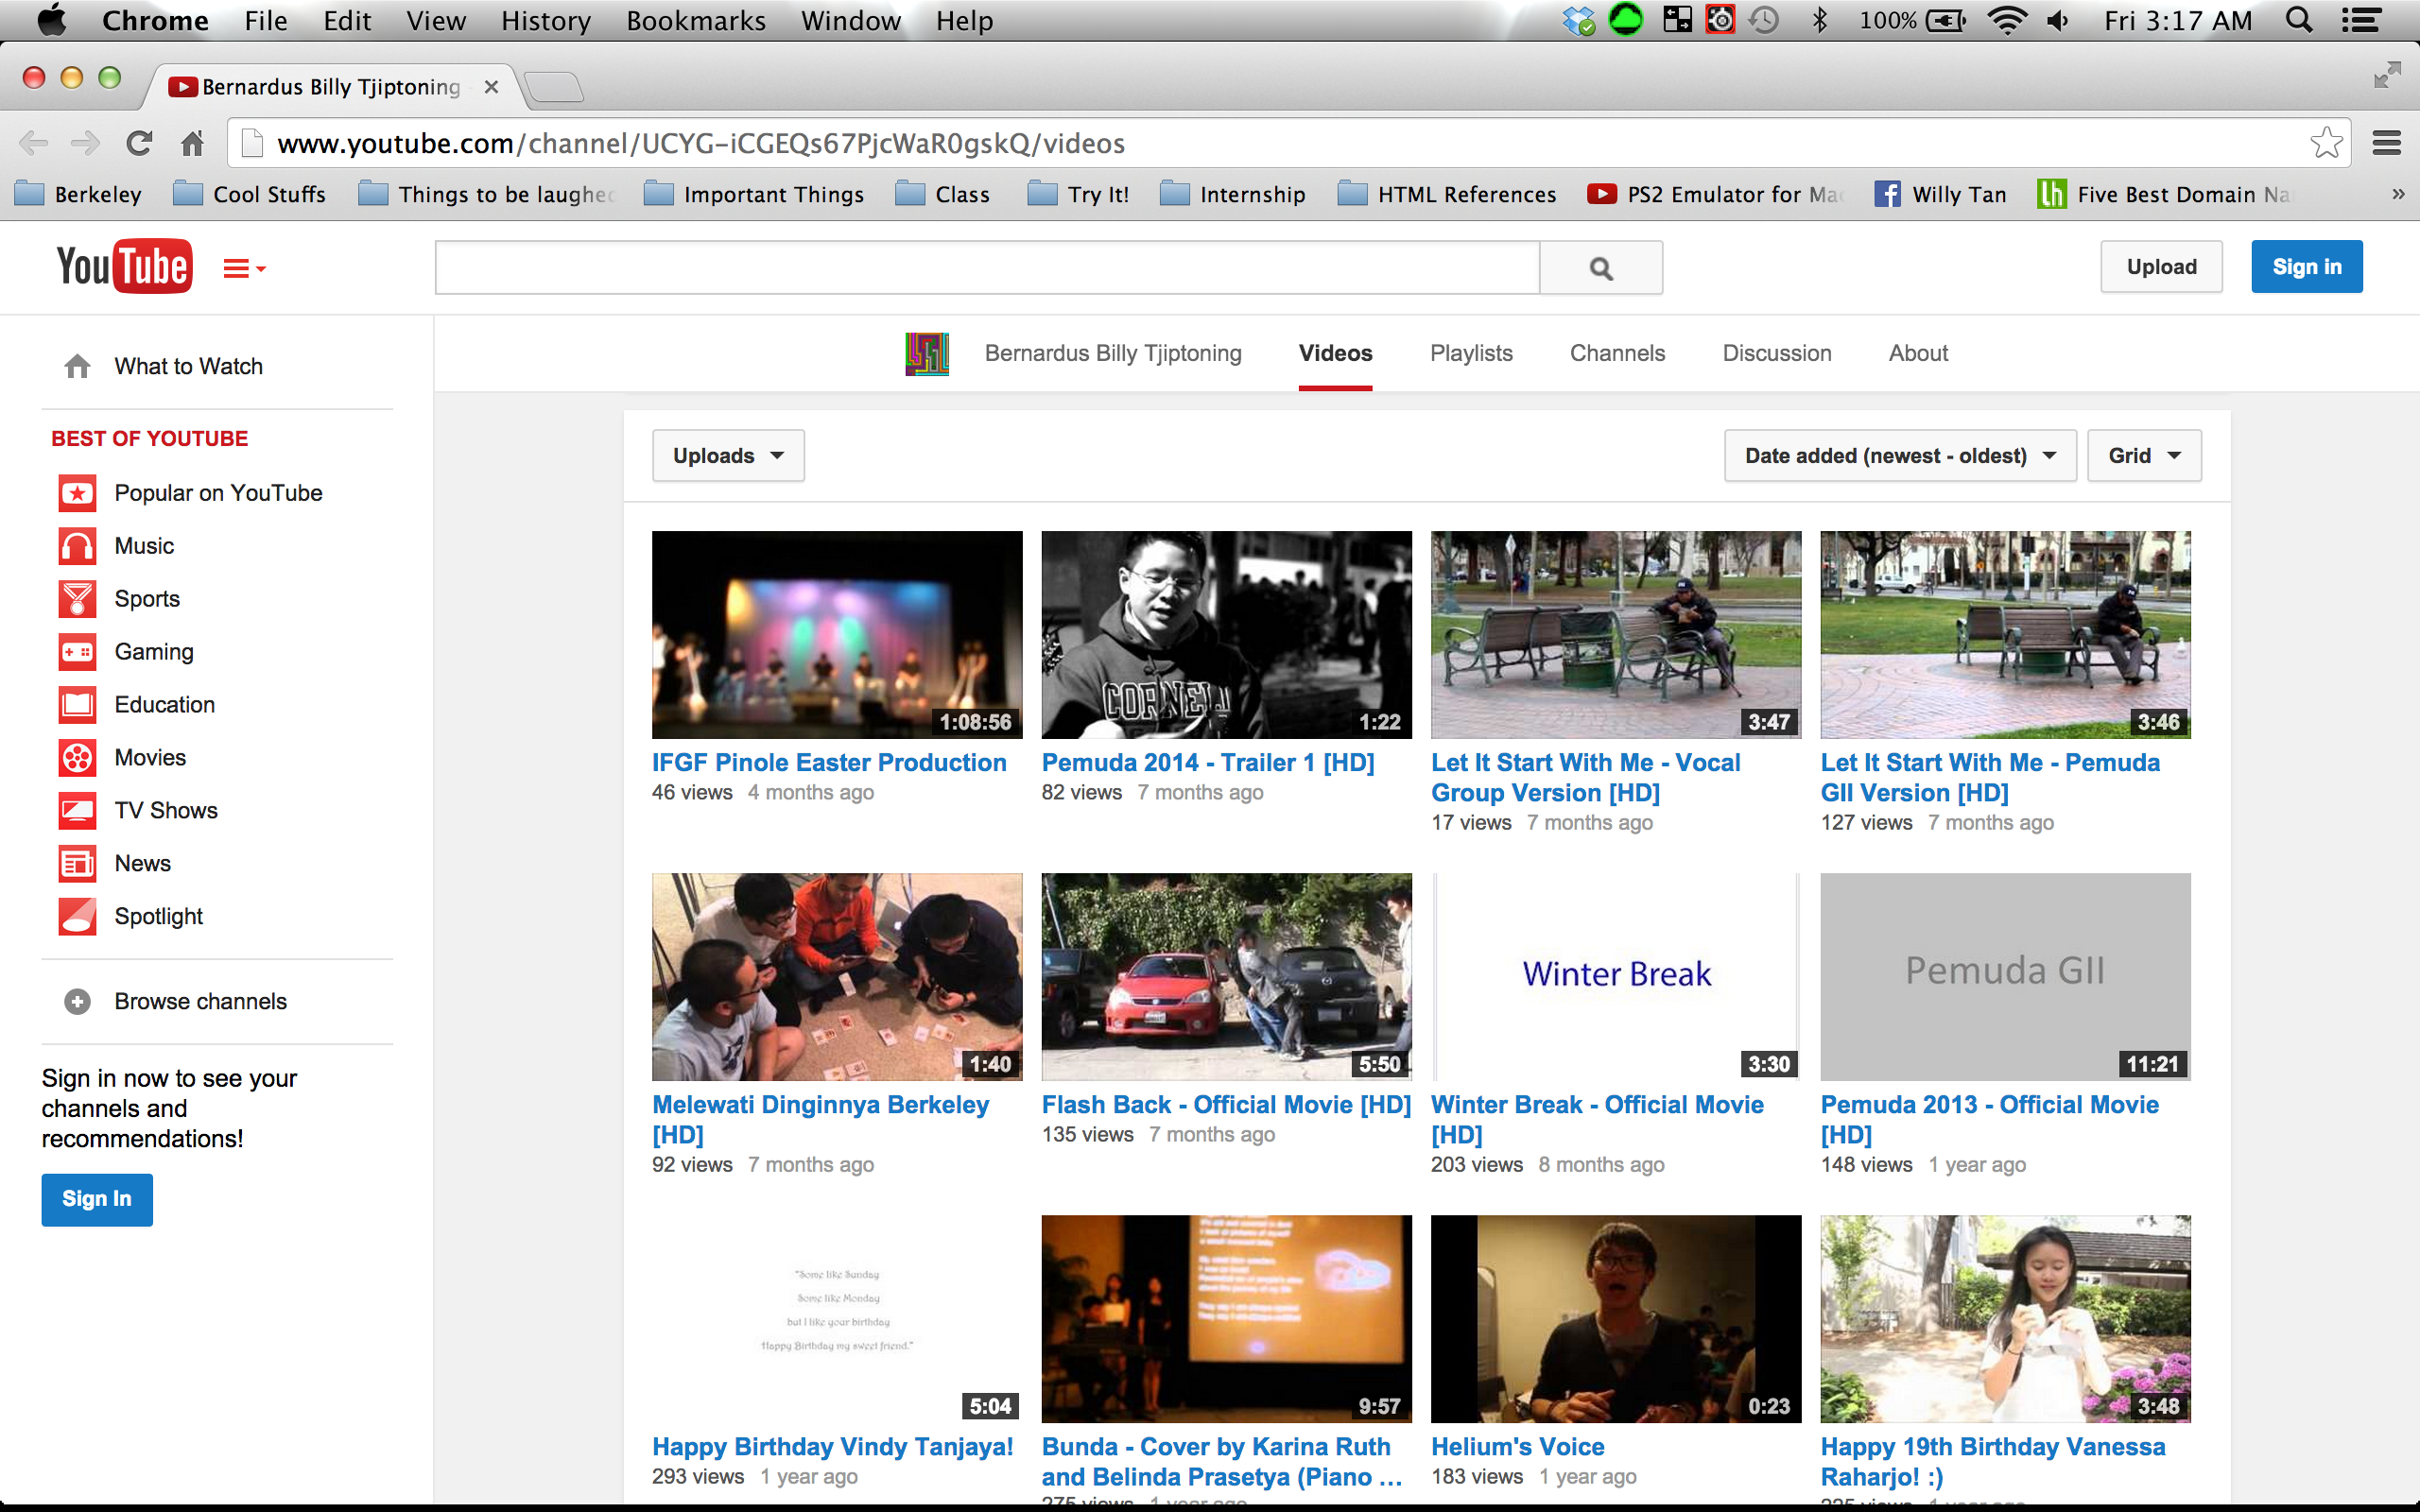 Chrome File Edit View History Bookmarks Window Help 100% Fri 3:17 AM
Bernardus Billy Tjiptoning
www.youtube.com/channel/UCYG-iCGEQs67PjcWaR0gskQ/videos
Berkeley Cool Stuffs Things to be laughed Important Things Class Try It! Internship HTML References PS2 Emulator for Mac Willy Tan lh Five Best Domain Na »
YouTube Upload Sign in
What to Watch
BEST OF YOUTUBE
Popular on YouTube
Music
Sports
Gaming
Education
Movies
TV Shows
News
Spotlight
Browse channels
Sign in now to see your
channels and
recommendations!
Sign In
Bernardus Billy Tjiptoning Videos Playlists Channels Discussion About
Uploads Date added (newest - oldest) Grid
1:08:56
IFGF Pinole Easter Production
46 views 4 months ago
CORNELL
1:22
Pemuda 2014 - Trailer 1 [HD]
82 views 7 months ago
3:47
Let It Start With Me - Vocal
Group Version [HD]
17 views 7 months ago
3:46
Let It Start With Me - Pemuda
GII Version [HD]
127 views 7 months ago
1:40
Melewati Dinginnya Berkeley
[HD]
92 views 7 months ago
5:50
Flash Back - Official Movie [HD]
135 views 7 months ago
Winter Break
3:30
Winter Break - Official Movie
[HD]
203 views 8 months ago
Pemuda GII
11:21
Pemuda 2013 - Official Movie
[HD]
148 views 1 year ago
"Some like Sunday
Some like Monday
but I like your birthday
Happy Birthday my sweet friend."
5:04
Happy Birthday Vindy Tanjaya!
293 views 1 year ago
9:57
Bunda - Cover by Karina Ruth
and Belinda Prasetya (Piano ...
275 views 1 year ago
0:23
Helium's Voice
183 views 1 year ago
3:48
Happy 19th Birthday Vanessa
Raharjo! :)
1 year ago